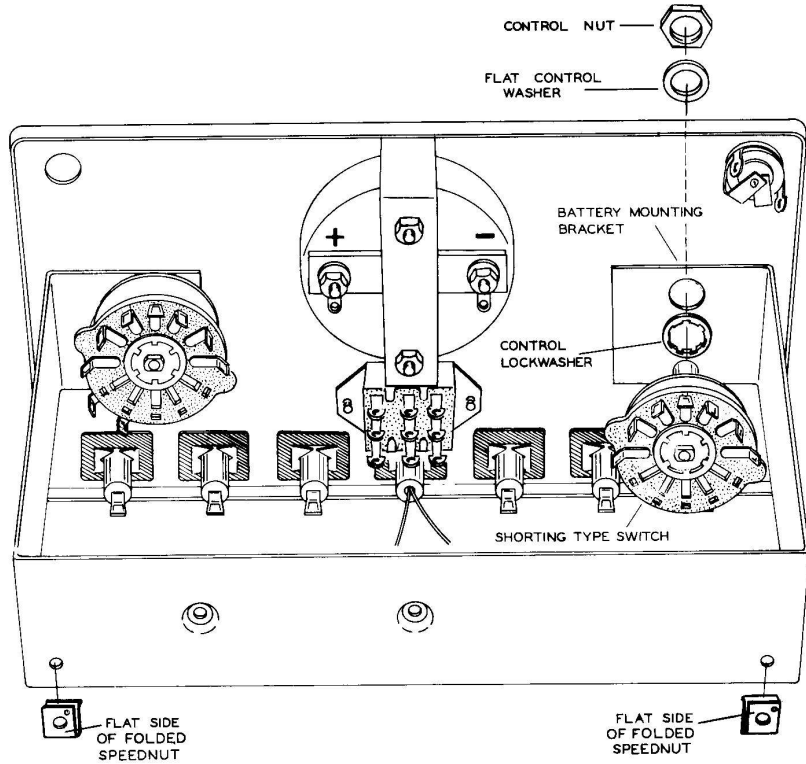 CONTROL NUT
FLAT CONTROL
WASHER
BATTERY MOUNTING
BRACKET
+
−
CONTROL
LOCKWASHER
SHORTING TYPE SWITCH
FLAT SIDE
OF FOLDED
SPEEDNUT
FLAT SIDE
OF FOLDED
SPEEDNUT